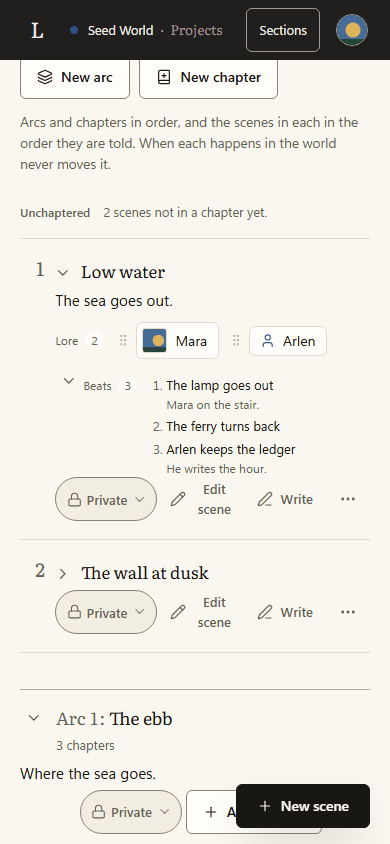 L
Seed World · Projects
Sections
New arc
New chapter
Arcs and chapters in order, and the scenes in each in the
order they are told. When each happens in the world
never moves it.
Unchaptered 2 scenes not in a chapter yet.
1 Low water
The sea goes out.
Lore 2 Mara Arlen
Beats 3
1. The lamp goes out
Mara on the stair.
2. The ferry turns back
3. Arlen keeps the ledger
He writes the hour.
Private
Edit
scene
Write
2 The wall at dusk
Private
Edit
scene
Write
Arc 1: The ebb
3 chapters
Where the sea goes.
Private
New scene